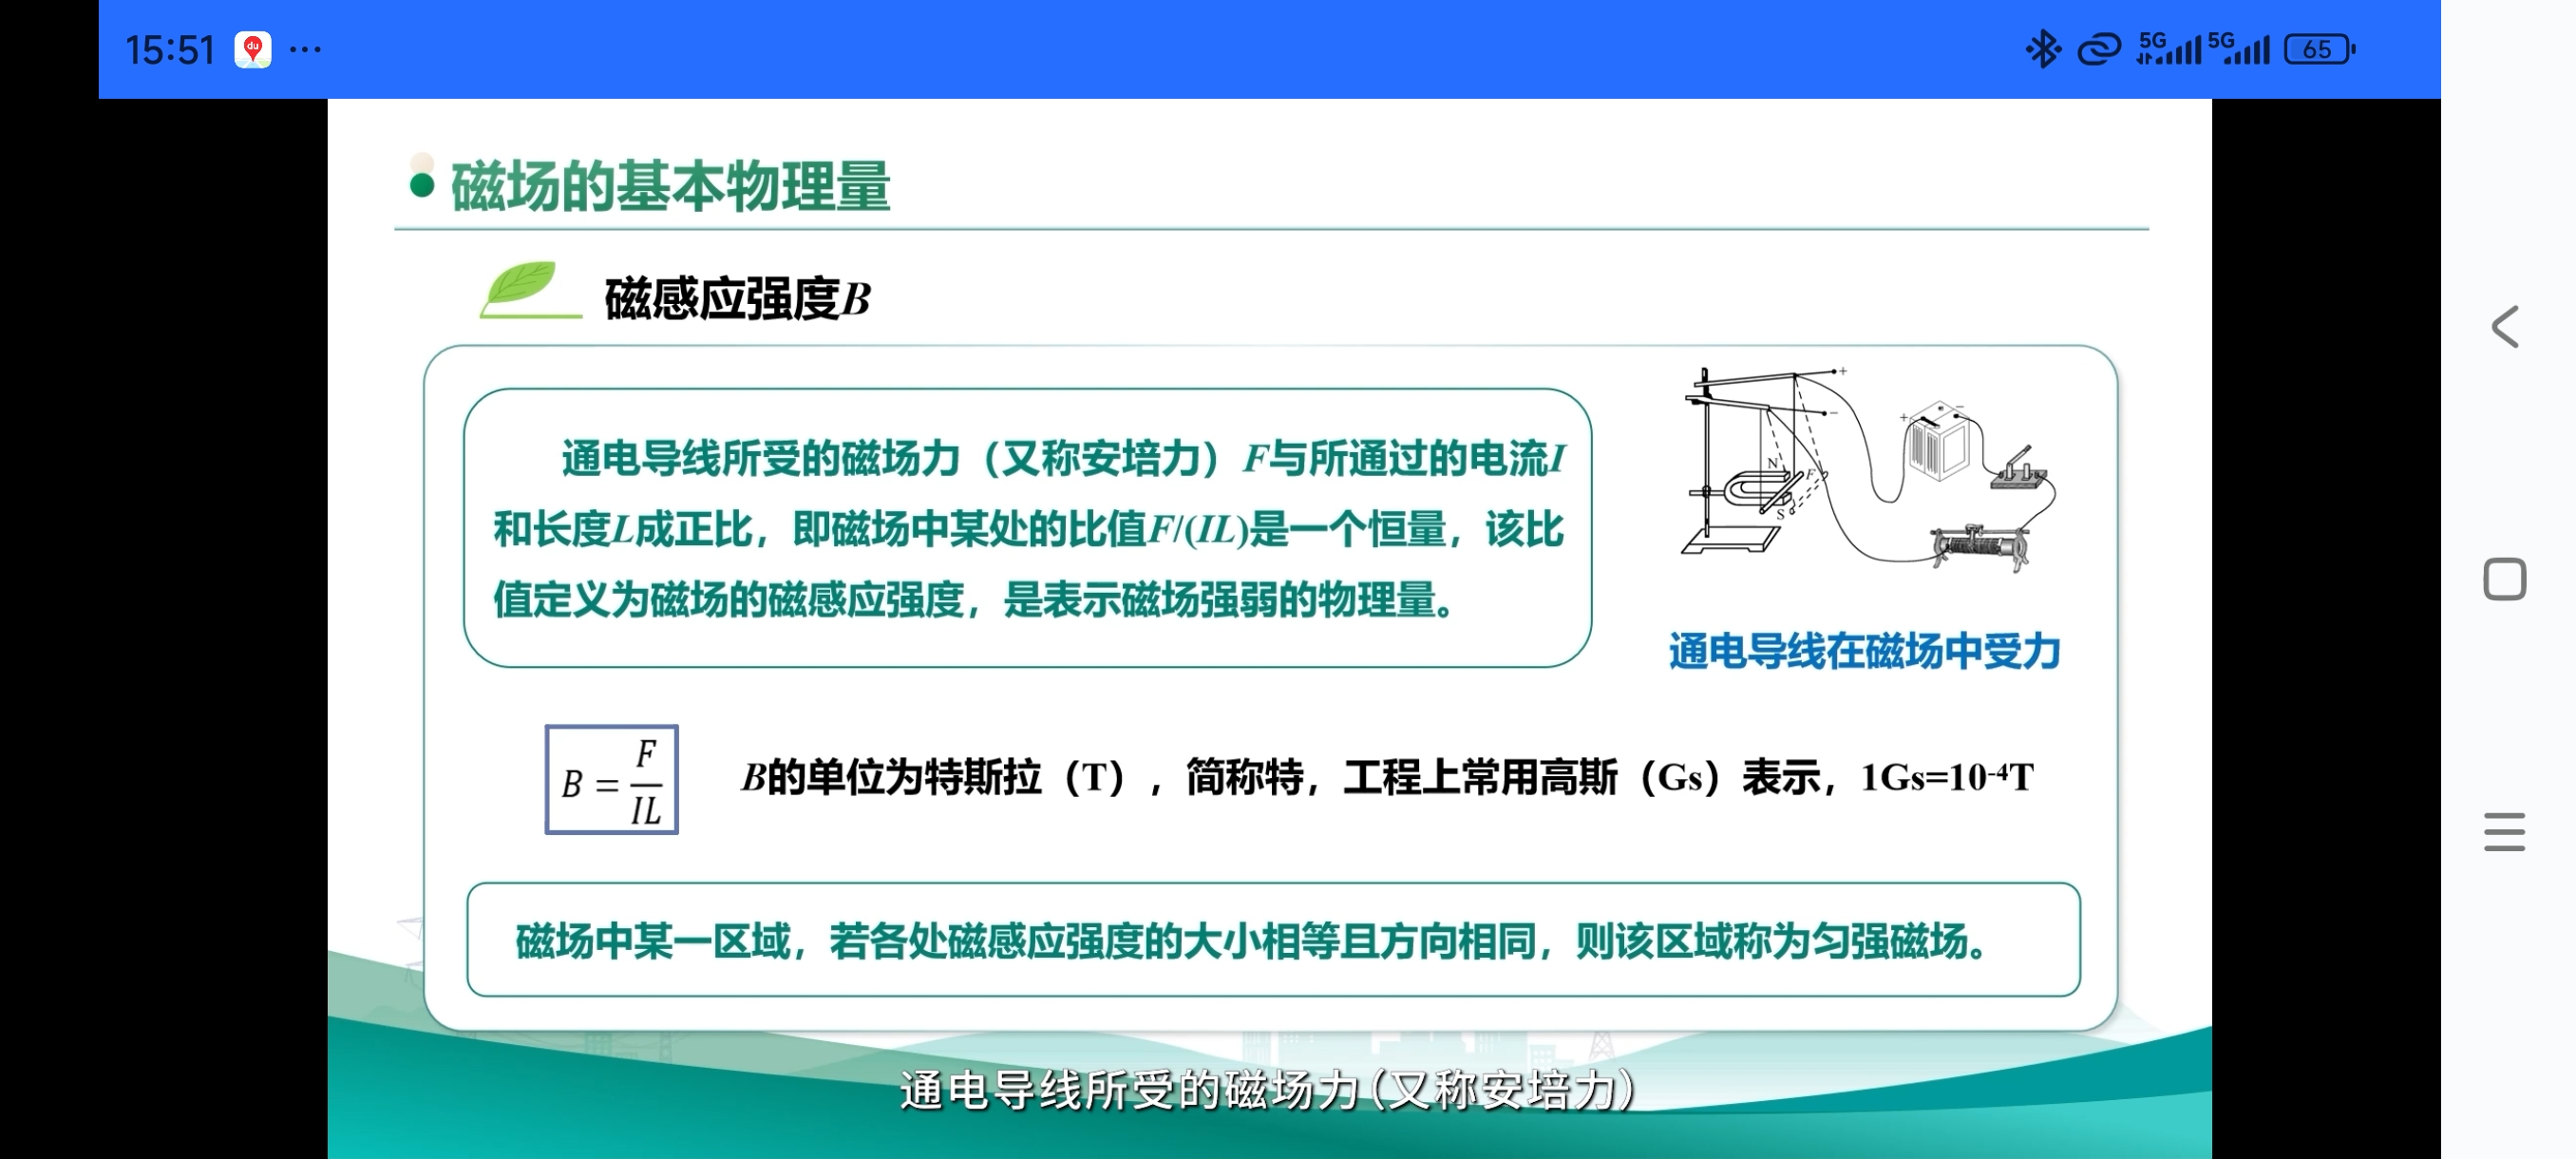 15:51 du ··· 5G 5G 65
磁场的基本物理量
磁感应强度B
通电导线所受的磁场力（又称安培力）F与所通过的电流I
和长度L成正比，即磁场中某处的比值F/(IL)是一个恒量，该比
值定义为磁场的磁感应强度，是表示磁场强弱的物理量。
+
−
+
−
N
F
S
通电导线在磁场中受力
B = F/IL
B的单位为特斯拉（T），简称特，工程上常用高斯（Gs）表示，1Gs=10⁻⁴T
磁场中某一区域，若各处磁感应强度的大小相等且方向相同，则该区域称为匀强磁场。
通电导线所受的磁场力(又称安培力)